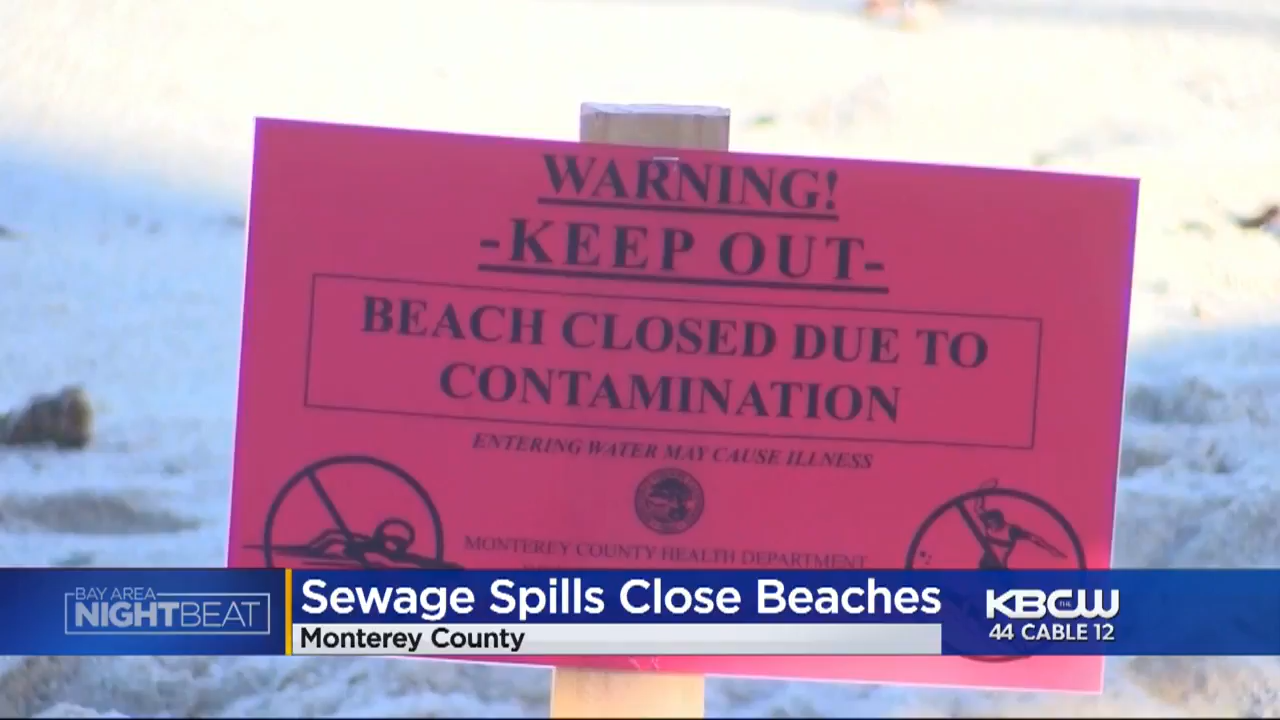 WARNING!
-KEEP OUT-
BEACH CLOSED DUE TO
CONTAMINATION
ENTERING WATER MAY CAUSE ILLNESS
MONTEREY COUNTY HEALTH DEPARTMENT
BAY AREA
NIGHTBEAT
Sewage Spills Close Beaches
Monterey County
KBCW
THE
44 CABLE 12